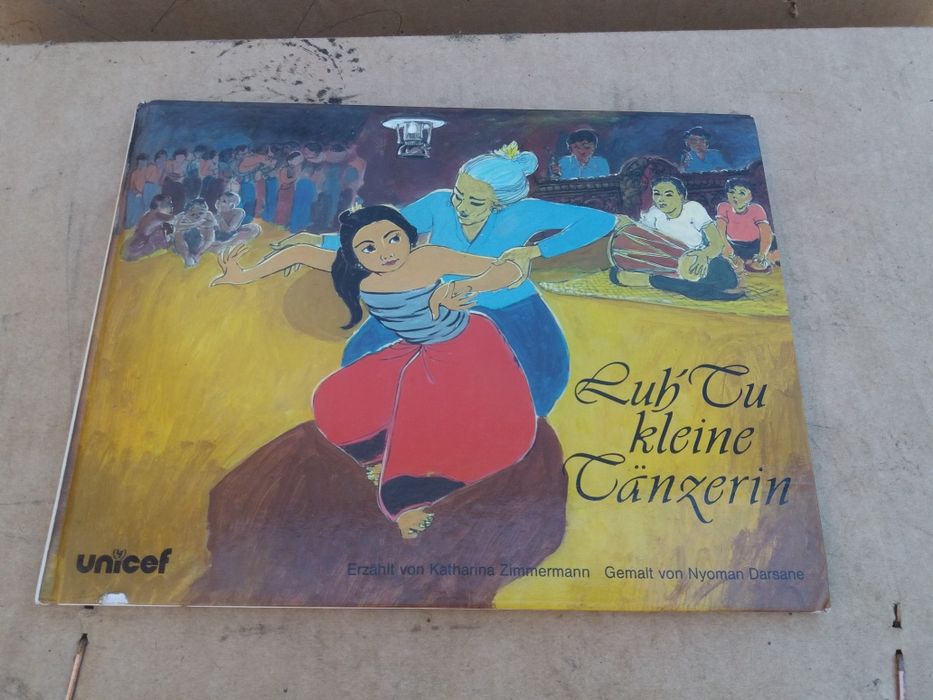 Luh' Tu
kleine
Tänzerin
unicef
Erzählt von Katharina Zimmermann Gemalt von Nyoman Darsane